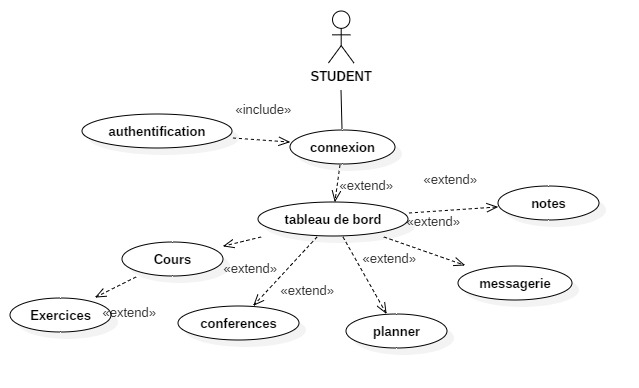 STUDENT
«include»
authentification
connexion
«extend»
«extend»
notes
tableau de bord
«extend»
Cours
«extend»
«extend»
messagerie
«extend»
Exercices
«extend»
conferences
planner